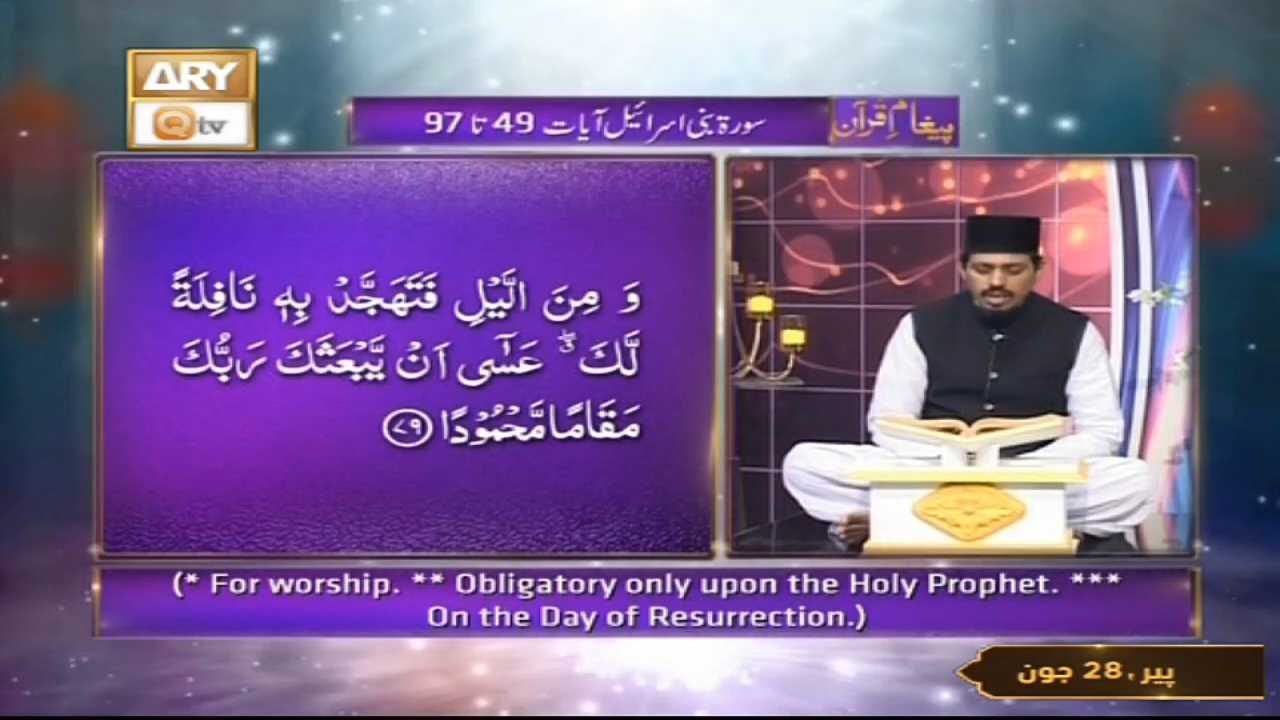 ARY
Qtv
پیغامِ قرآن
سورۃ بنی اسرائیل آیات 49 تا 97
وَ مِنَ الَّیْلِ فَتَهَجَّدْ بِهٖ نَافِلَةً
لَّكَ ۖۗ عَسٰۤی اَنْ یَّبْعَثَكَ رَبُّكَ
مَقَامًا مَّحْمُوْدًا ﴿۷۹﴾
(* For worship. ** Obligatory only upon the Holy Prophet. ***
On the Day of Resurrection.)
پیر، 28 جون